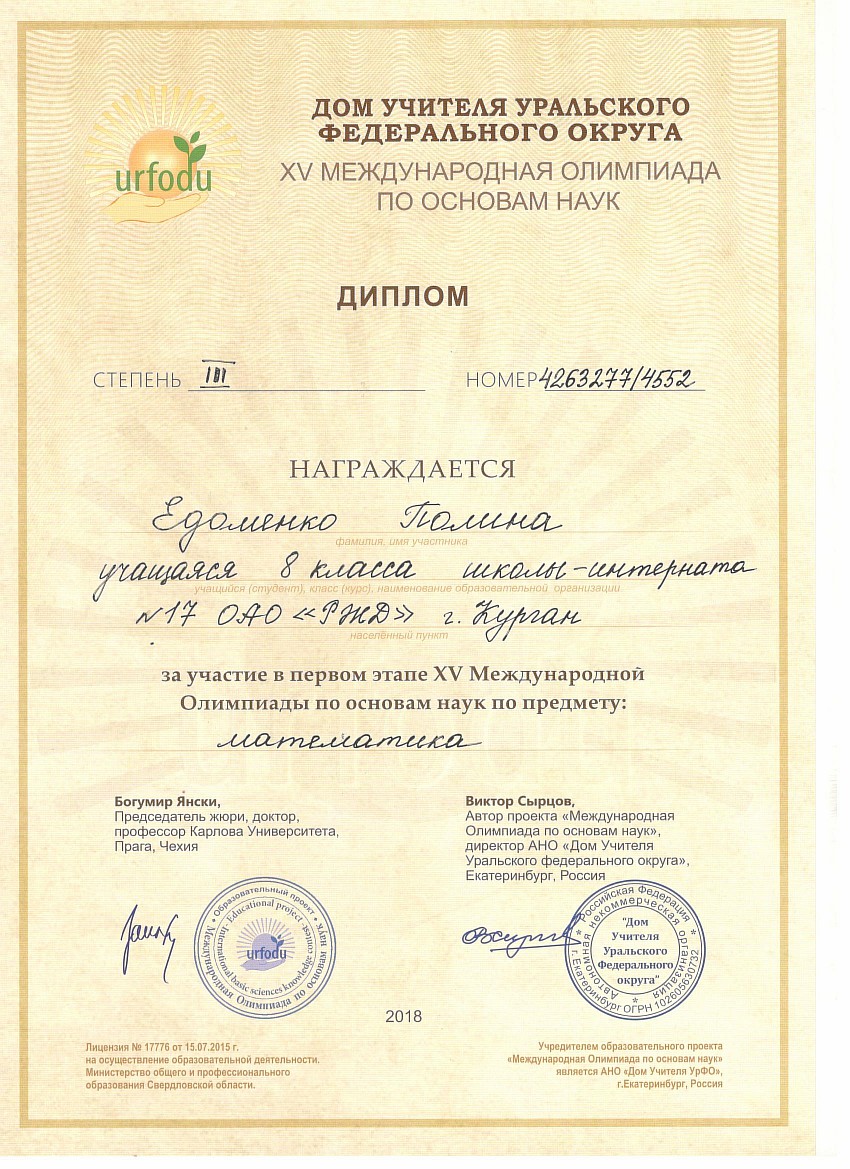 urfodu
ДОМ УЧИТЕЛЯ УРАЛЬСКОГО
ФЕДЕРАЛЬНОГО ОКРУГА
XV МЕЖДУНАРОДНАЯ ОЛИМПИАДА
ПО ОСНОВАМ НАУК
ДИПЛОМ
СТЕПЕНЬ III
НОМЕР 4263277/4552
НАГРАЖДАЕТСЯ
Едоменко Полина
фамилия, имя участника
учащаяся 8 класса школы-интерната
учащийся (студент), класс (курс), наименование образовательной организации
№17 ОАО «РЖД» г. Курган
населённый пункт
за участие в первом этапе XV Международной
Олимпиады по основам наук по предмету:
математика
Богумир Янски,
Председатель жюри, доктор,
профессор Карлова Университета,
Прага, Чехия
Виктор Сырцов,
Автор проекта «Международная
Олимпиада по основам наук»,
директор АНО «Дом Учителя
Уральского федерального округа»,
Екатеринбург, Россия
Образовательный проект
Международная Олимпиада по основам наук
Educational project
International basic sciences knowledge contest
urfodu
Российская Федерация
г. Екатеринбург ОГРН 102605630732
Автономная некоммерческая организация
"Дом
Учителя
Уральского
Федерального
округа"
2018
Лицензия № 17776 от 15.07.2015 г.
на осуществление образовательной деятельности.
Министерство общего и профессионального
образования Свердловской области.
Учредителем образовательного проекта
«Международная Олимпиада по основам наук»
является АНО «Дом Учителя УрФО»,
г.Екатеринбург, Россия